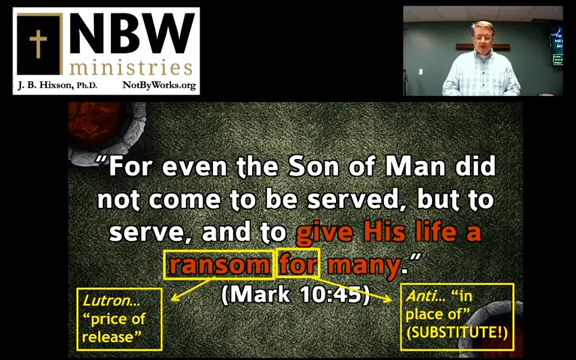 NBW
ministries
J. B. Hixson, Ph.D. NotByWorks.org
“For even the Son of Man did
not come to be served, but to
serve, and to give His life a
ransom for many.”
(Mark 10:45)
Lutron...
“price of
release”
Anti... “in
place of”
(SUBSTITUTE!)